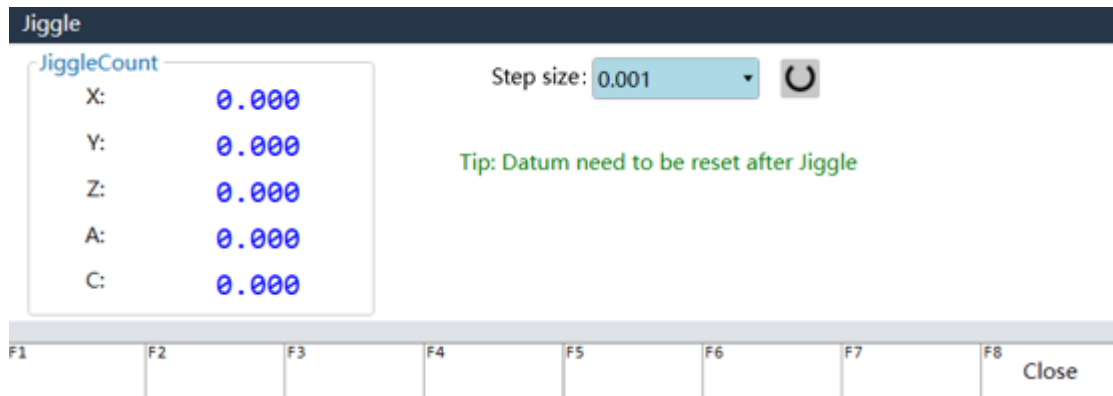 Jiggle
JiggleCount
X: 0.000
Y: 0.000
Z: 0.000
A: 0.000
C: 0.000
Step size: 0.001
Tip: Datum need to be reset after Jiggle
F1 F2 F3 F4 F5 F6 F7 F8 Close